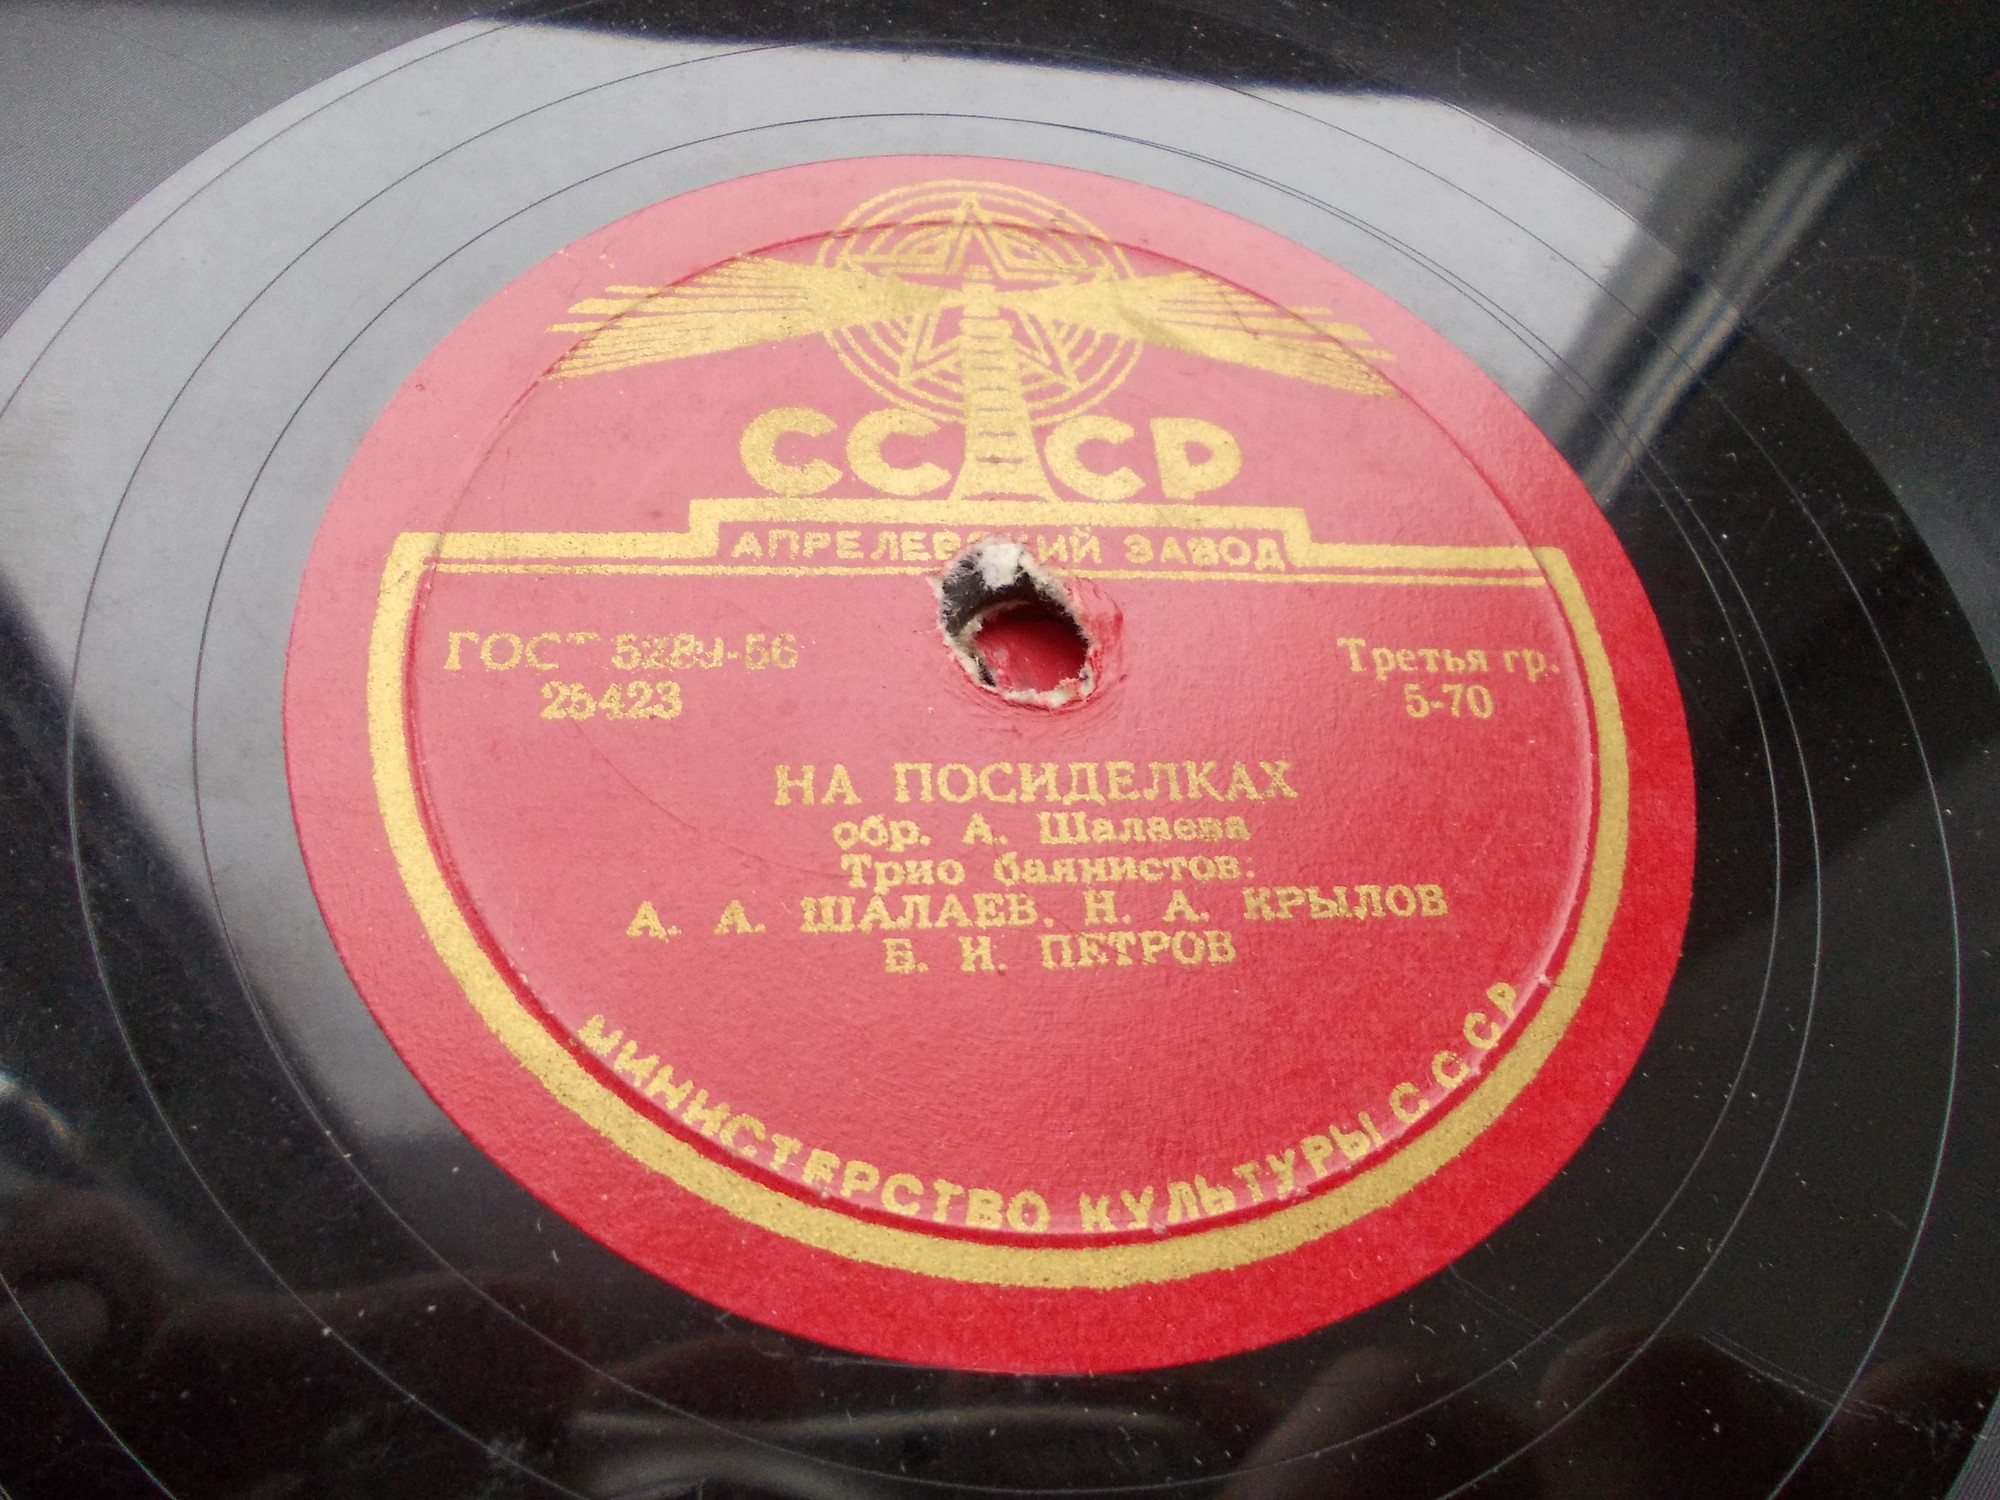 СССР
АПРЕЛЕВСКИЙ ЗАВОД
ГОСТ 5289-56
25423
Третья гр.
5-70
НА ПОСИДЕЛКАХ
обр. А. Шалаева
Трио баянистов:
А. А. ШАЛАЕВ, Н. А. КРЫЛОВ
Б. И. ПЕТРОВ
МИНИСТЕРСТВО КУЛЬТУРЫ СССР